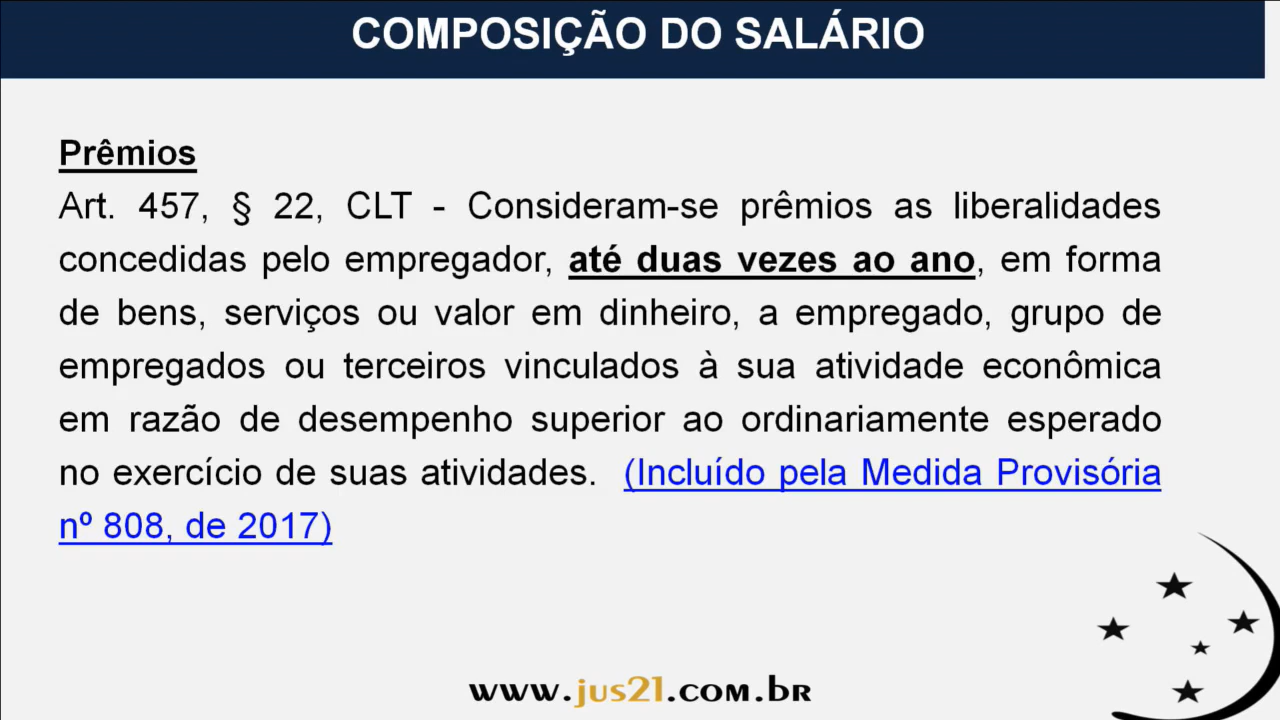 COMPOSIÇÃO DO SALÁRIO
Prêmios
Art. 457, § 22, CLT - Consideram-se prêmios as liberalidades
concedidas pelo empregador, até duas vezes ao ano, em forma
de bens, serviços ou valor em dinheiro, a empregado, grupo de
empregados ou terceiros vinculados à sua atividade econômica
em razão de desempenho superior ao ordinariamente esperado
no exercício de suas atividades. (Incluído pela Medida Provisória
nº 808, de 2017)
www.jus21.com.br